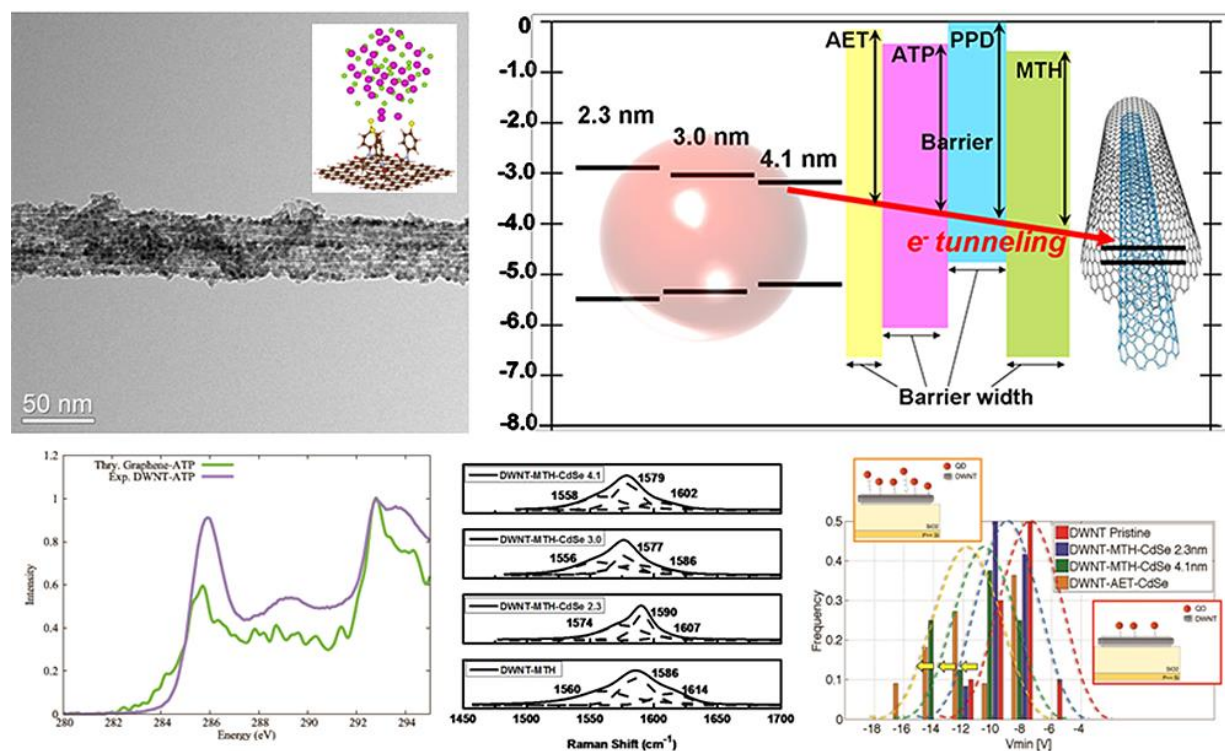 50 nm
0
-1.0
-2.0
-3.0
-4.0
-5.0
-6.0
-7.0
-8.0
2.3 nm
3.0 nm
4.1 nm
AET
ATP
PPD
MTH
Barrier
e- tunneling
Barrier width
Thry. Graphene-ATP
Exp. DWNT-ATP
Intensity
1.2
1
0.8
0.6
0.4
0.2
0
280 282 284 286 288 290 292 294
Energy (eV)
DWNT-MTH-CdSe 4.1
1558
1579
1602
DWNT-MTH-CdSe 3.0
1556
1577
1586
DWNT-MTH-CdSe 2.3
1574
1590
1607
DWNT-MTH
1560
1586
1614
1450 1500 1550 1600 1650 1700
Raman Shift (cm-1)
QD
DWNT
SiO2
P++ Si
Frequency
0.5
0.4
0.3
0.2
0.1
0
DWNT Pristine
DWNT-MTH-CdSe 2.3nm
DWNT-MTH-CdSe 4.1nm
DWNT-AET-CdSe
QD
DWNT
SiO2
P++ Si
-18 -16 -14 -12 -10 -8 -6 -4
Vmin [V]